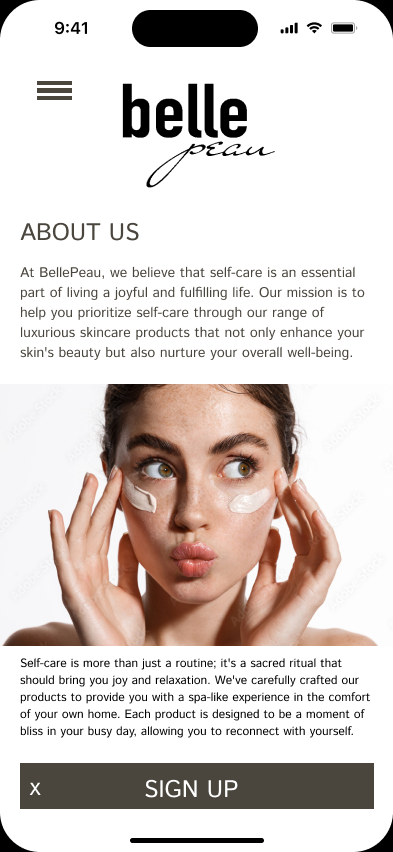 9:41
belle
peau
ABOUT US
At BellePeau, we believe that self-care is an essential
part of living a joyful and fulfilling life. Our mission is to
help you prioritize self-care through our range of
luxurious skincare products that not only enhance your
skin's beauty but also nurture your overall well-being.
Self-care is more than just a routine; it's a sacred ritual that
should bring you joy and relaxation. We've carefully crafted our
products to provide you with a spa-like experience in the comfort
of your own home. Each product is designed to be a moment of
bliss in your busy day, allowing you to reconnect with yourself.
x SIGN UP